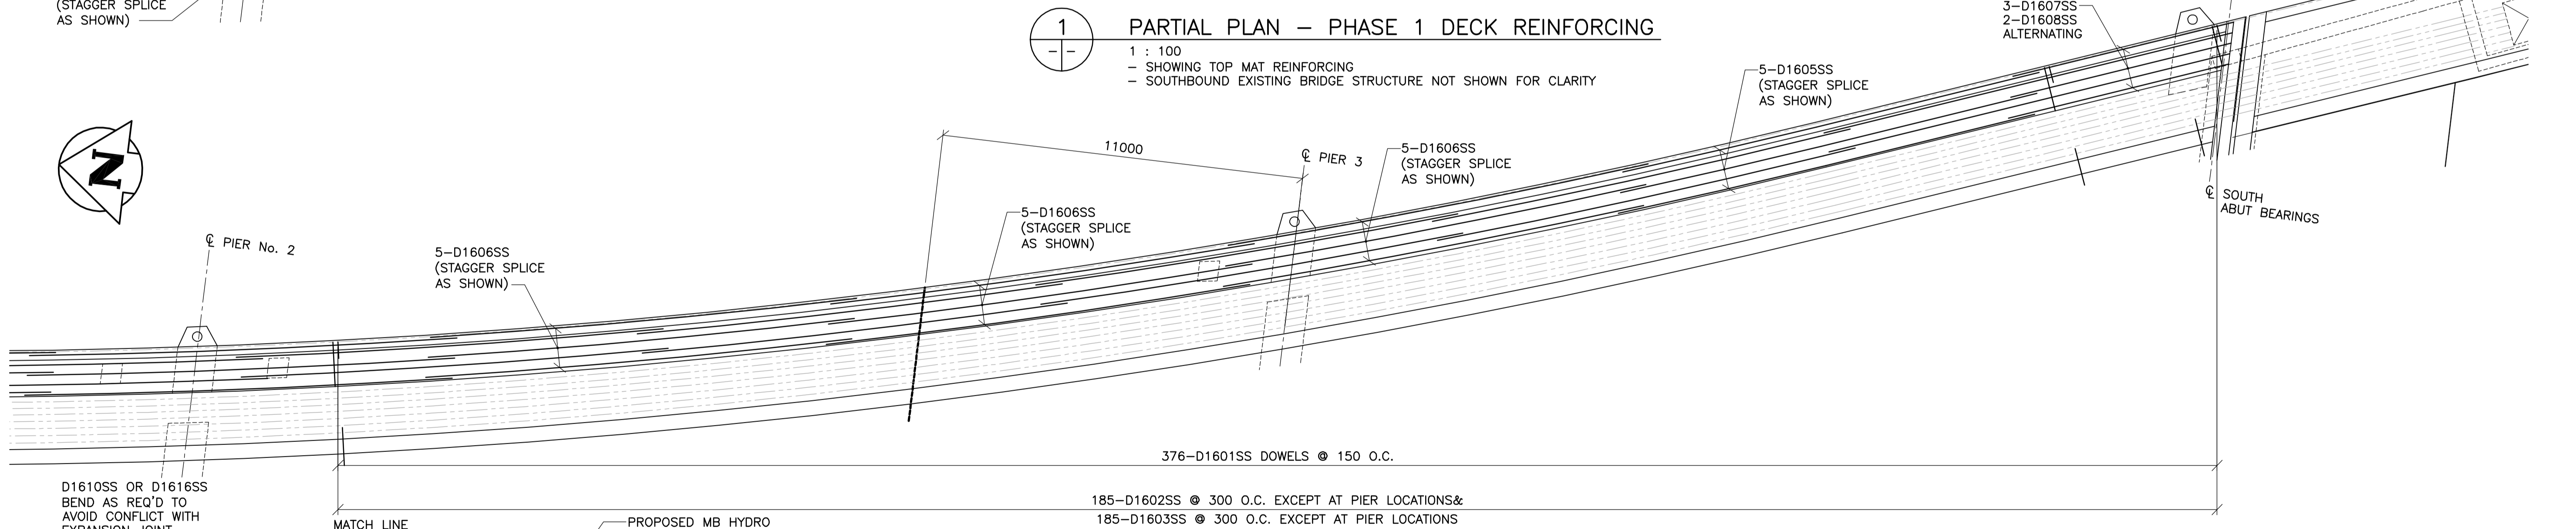 (STAGGER SPLICE
AS SHOWN)
1
PARTIAL PLAN – PHASE 1 DECK REINFORCING
1 : 100
– SHOWING TOP MAT REINFORCING
– SOUTHBOUND EXISTING BRIDGE STRUCTURE NOT SHOWN FOR CLARITY
3-D1607SS
2-D1608SS
ALTERNATING
5-D1605SS
(STAGGER SPLICE
AS SHOWN)
11000
℄ PIER 3
5-D1606SS
(STAGGER SPLICE
AS SHOWN)
N
℄ SOUTH
ABUT BEARINGS
5-D1606SS
(STAGGER SPLICE
AS SHOWN)
℄ PIER No. 2
5-D1606SS
(STAGGER SPLICE
AS SHOWN)
376-D1601SS DOWELS @ 150 O.C.
D1610SS OR D1616SS
BEND AS REQ'D TO
AVOID CONFLICT WITH
EXPANSION JOINT
185-D1602SS @ 300 O.C. EXCEPT AT PIER LOCATIONS&
185-D1603SS @ 300 O.C. EXCEPT AT PIER LOCATIONS
MATCH LINE
PROPOSED MB HYDRO